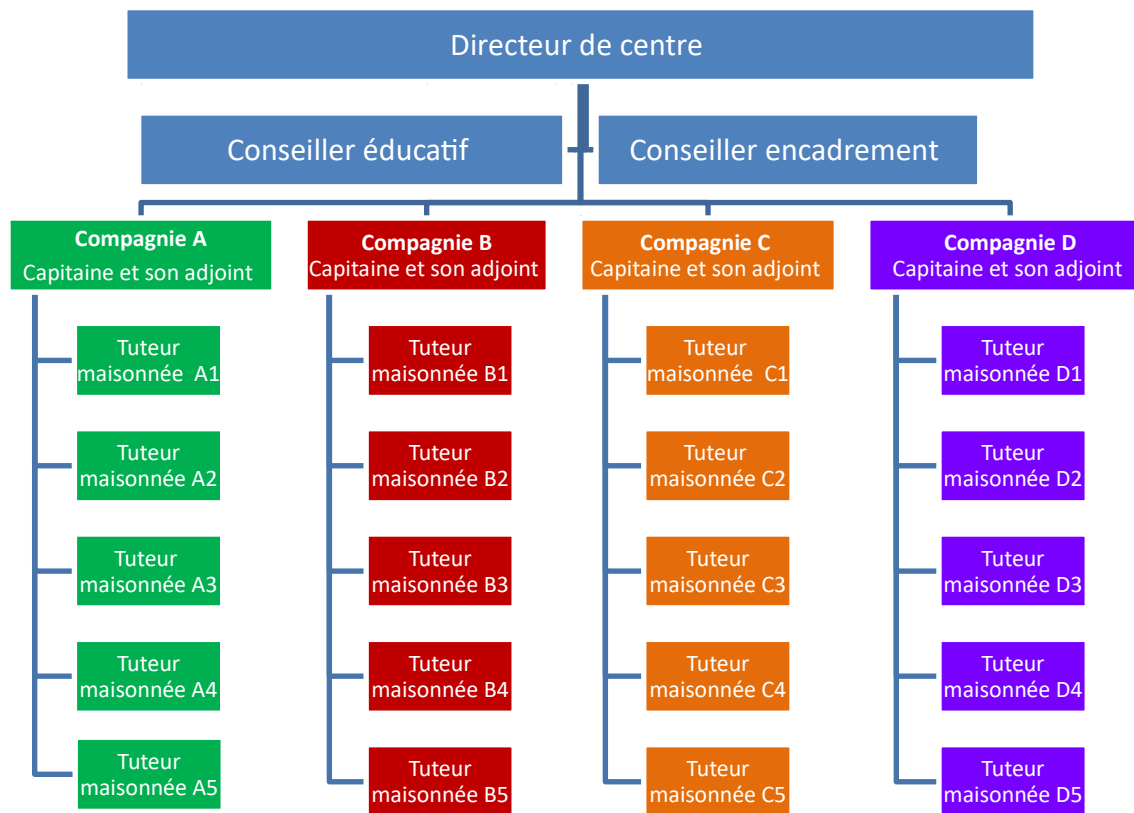 Directeur de centre
Conseiller éducatif
Conseiller encadrement
Compagnie A
Capitaine et son adjoint
Tuteur
maisonnée A1
Tuteur
maisonnée A2
Tuteur
maisonnée A3
Tuteur
maisonnée A4
Tuteur
maisonnée A5
Compagnie B
Capitaine et son adjoint
Tuteur
maisonnée B1
Tuteur
maisonnée B2
Tuteur
maisonnée B3
Tuteur
maisonnée B4
Tuteur
maisonnée B5
Compagnie C
Capitaine et son adjoint
Tuteur
maisonnée C1
Tuteur
maisonnée C2
Tuteur
maisonnée C3
Tuteur
maisonnée C4
Tuteur
maisonnée C5
Compagnie D
Capitaine et son adjoint
Tuteur
maisonnée D1
Tuteur
maisonnée D2
Tuteur
maisonnée D3
Tuteur
maisonnée D4
Tuteur
maisonnée D5